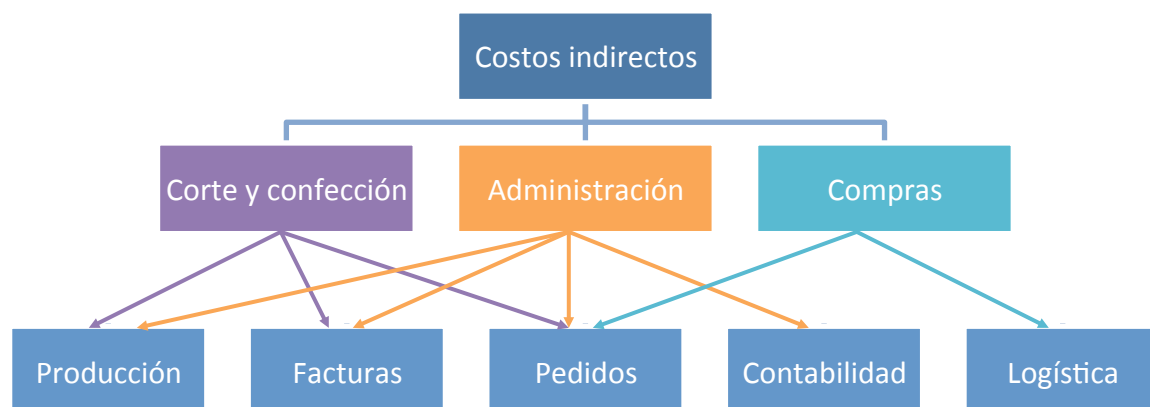 Costos indirectos
Corte y confección
Administración
Compras
Producción
Facturas
Pedidos
Contabilidad
Logística